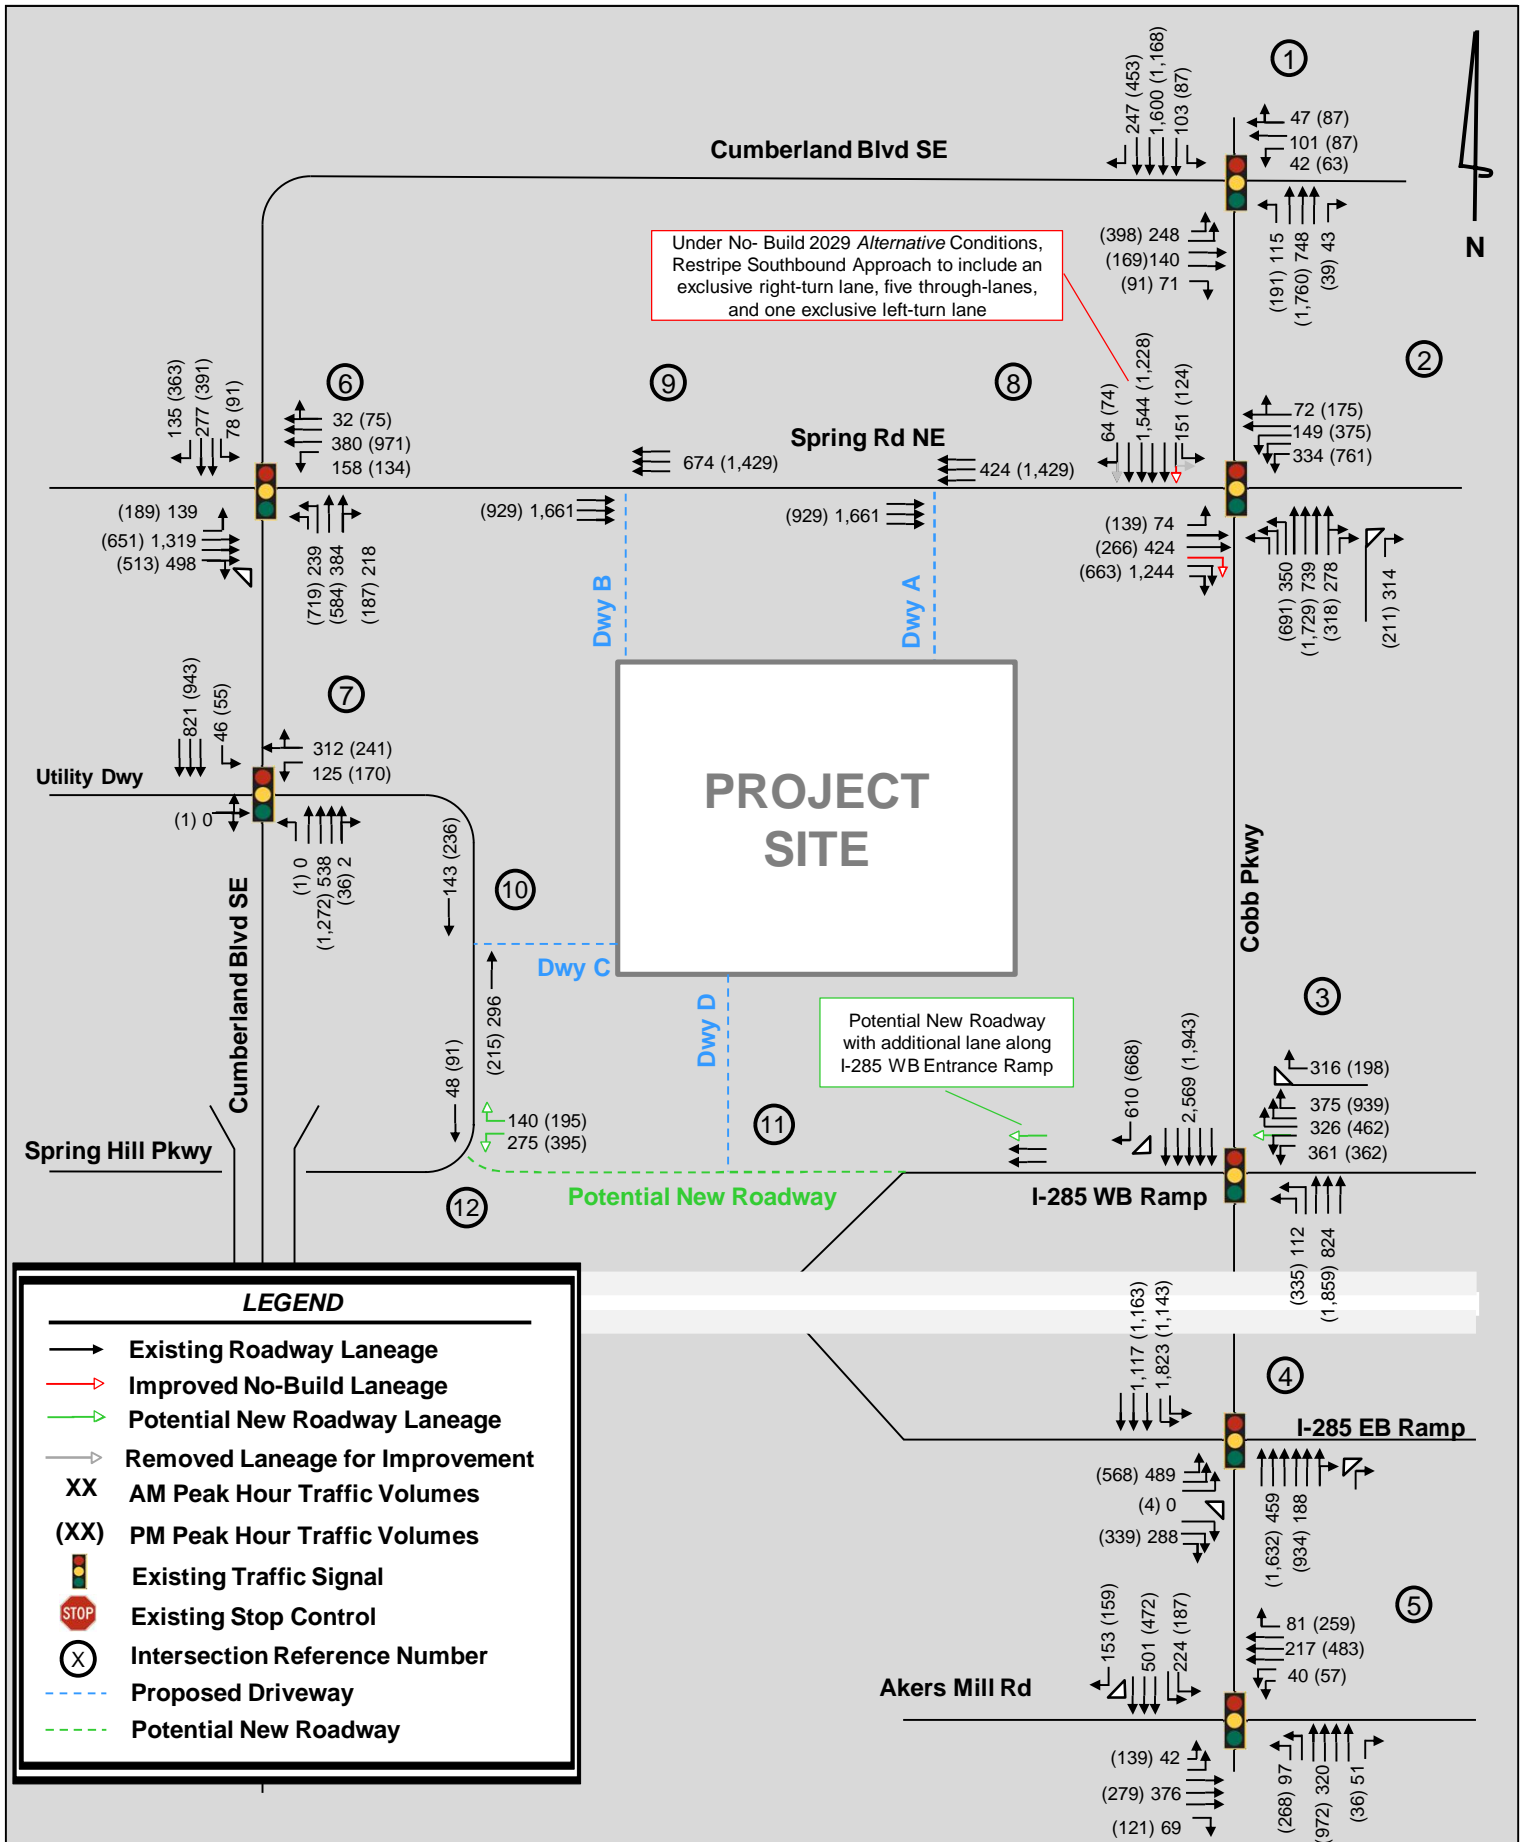 1
247 (453)
1,600 (1,168)
103 (87)
47 (87)
101 (87)
42 (63)
Cumberland Blvd SE
(398) 248
(169)140
(91) 71
(191) 115
(1,760) 748
(39) 43
N
Under No- Build 2029 Alternative Conditions,
Restripe Southbound Approach to include an
exclusive right-turn lane, five through-lanes,
and one exclusive left-turn lane
2
64 (74)
1,544 (1,228)
151 (124)
72 (175)
149 (375)
334 (761)
(139) 74
(266) 424
(663) 1,244
(691) 350
(1,729) 739
(318) 278
(211) 314
6
135 (363)
277 (391)
78 (91)
32 (75)
380 (971)
158 (134)
(189) 139
(651) 1,319
(513) 498
(719) 239
(584) 384
(187) 218
9
8
Spring Rd NE
674 (1,429)
424 (1,429)
(929) 1,661
(929) 1,661
Dwy B
Dwy A
7
821 (943)
46 (55)
312 (241)
125 (170)
Utility Dwy
(1) 0
(1) 0
(1,272) 538
(36) 2
Cumberland Blvd SE
PROJECT
SITE
Cobb Pkwy
143 (236)
10
Dwy C
Dwy D
48 (91)
(215) 296
140 (195)
275 (395)
Potential New Roadway
with additional lane along
I-285 WB Entrance Ramp
11
3
610 (668)
2,569 (1,943)
316 (198)
375 (939)
326 (462)
361 (362)
Spring Hill Pkwy
12
Potential New Roadway
I-285 WB Ramp
(335) 112
(1,859) 824
1,117 (1,163)
1,823 (1,143)
4
I-285 EB Ramp
(568) 489
(4) 0
(339) 288
(1,632) 459
(934) 188
5
153 (159)
501 (472)
224 (187)
81 (259)
217 (483)
40 (57)
Akers Mill Rd
(139) 42
(279) 376
(121) 69
(268) 97
(972) 320
(36) 51
LEGEND
Existing Roadway Laneage
Improved No-Build Laneage
Potential New Roadway Laneage
Removed Laneage for Improvement
XX AM Peak Hour Traffic Volumes
(XX) PM Peak Hour Traffic Volumes
Existing Traffic Signal
STOP Existing Stop Control
X Intersection Reference Number
Proposed Driveway
Potential New Roadway